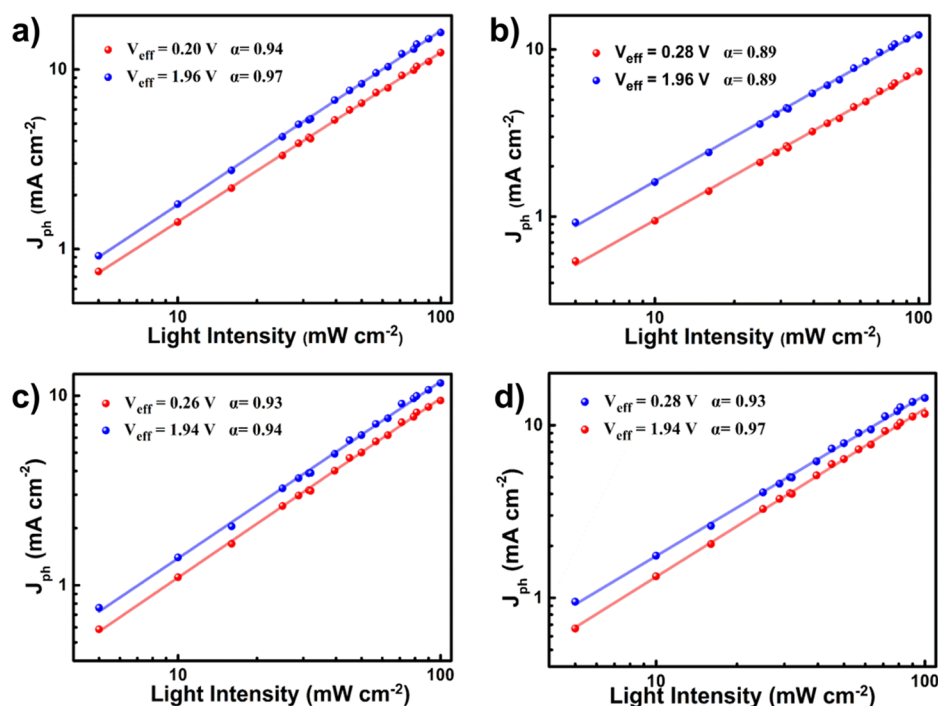 a)
V_eff = 0.20 V α= 0.94
V_eff = 1.96 V α= 0.97
10
1
J_ph (mA cm⁻²)
10
100
Light Intensity (mW cm⁻²)
b)
V_eff = 0.28 V α= 0.89
V_eff = 1.96 V α= 0.89
10
1
J_ph (mA cm⁻²)
10
100
Light Intensity (mW cm⁻²)
c)
V_eff = 0.26 V α= 0.93
V_eff = 1.94 V α= 0.94
10
1
J_ph (mA cm⁻²)
10
100
Light Intensity (mW cm⁻²)
d)
V_eff = 0.28 V α= 0.93
V_eff = 1.94 V α= 0.97
10
1
J_ph (mA cm⁻²)
10
100
Light Intensity (mW cm⁻²)